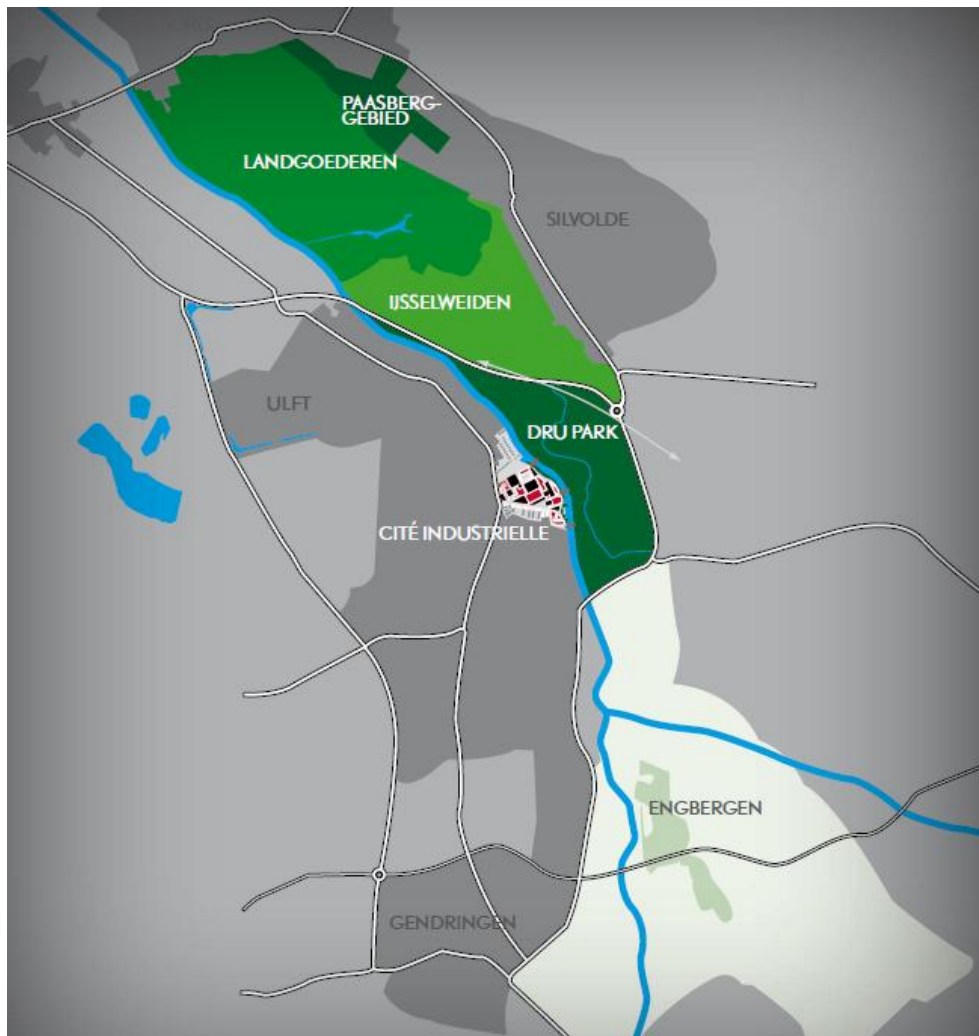 PAASBERG-
GEBIED
LANDGOEDEREN
SILVOLDE
IJSSELWEIDEN
ULFT
DRU PARK
CITÉ INDUSTRIELLE
ENGBERGEN
GENDRINGEN